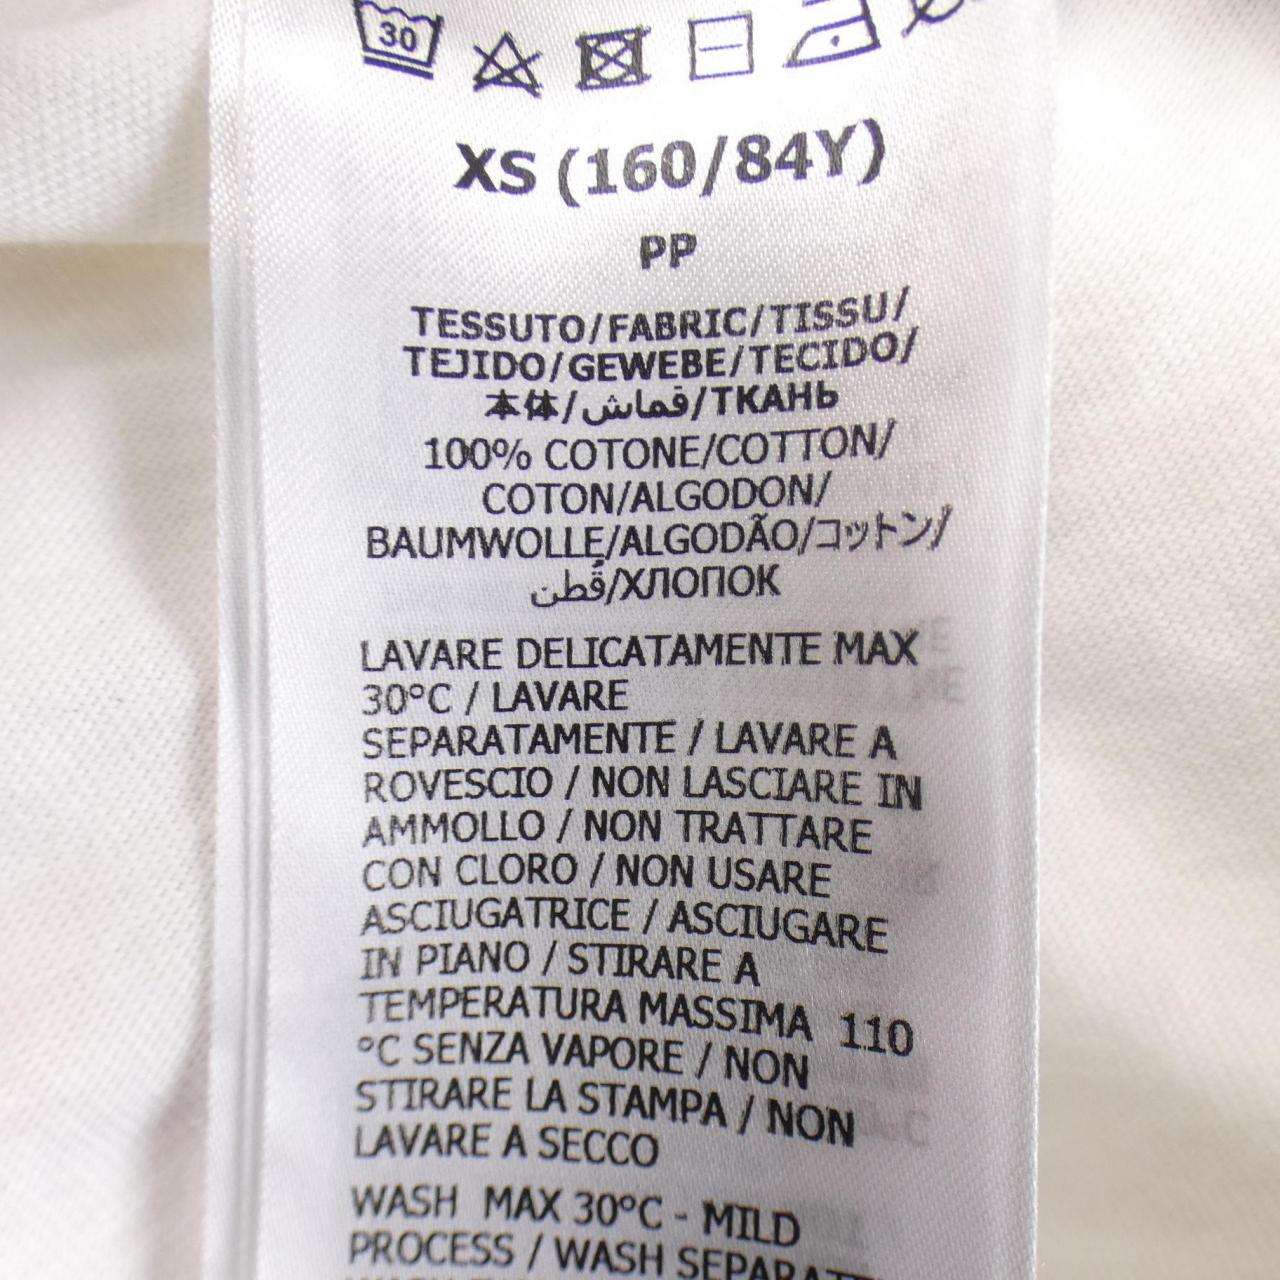 30
XS (160/84Y)
PP
TESSUTO/FABRIC/TISSU/
TEJIDO/GEWEBE/TECIDO/
本体/قماش/ТКАНЬ
100% COTONE/COTTON/
COTON/ALGODON/
BAUMWOLLE/ALGODÃO/コットン/
قُطن/ХЛОПОК
LAVARE DELICATAMENTE MAX
30°C / LAVARE
SEPARATAMENTE / LAVARE A
ROVESCIO / NON LASCIARE IN
AMMOLLO / NON TRATTARE
CON CLORO / NON USARE
ASCIUGATRICE / ASCIUGARE
IN PIANO / STIRARE A
TEMPERATURA MASSIMA 110
°C SENZA VAPORE / NON
STIRARE LA STAMPA / NON
LAVARE A SECCO
WASH MAX 30°C - MILD
PROCESS / WASH